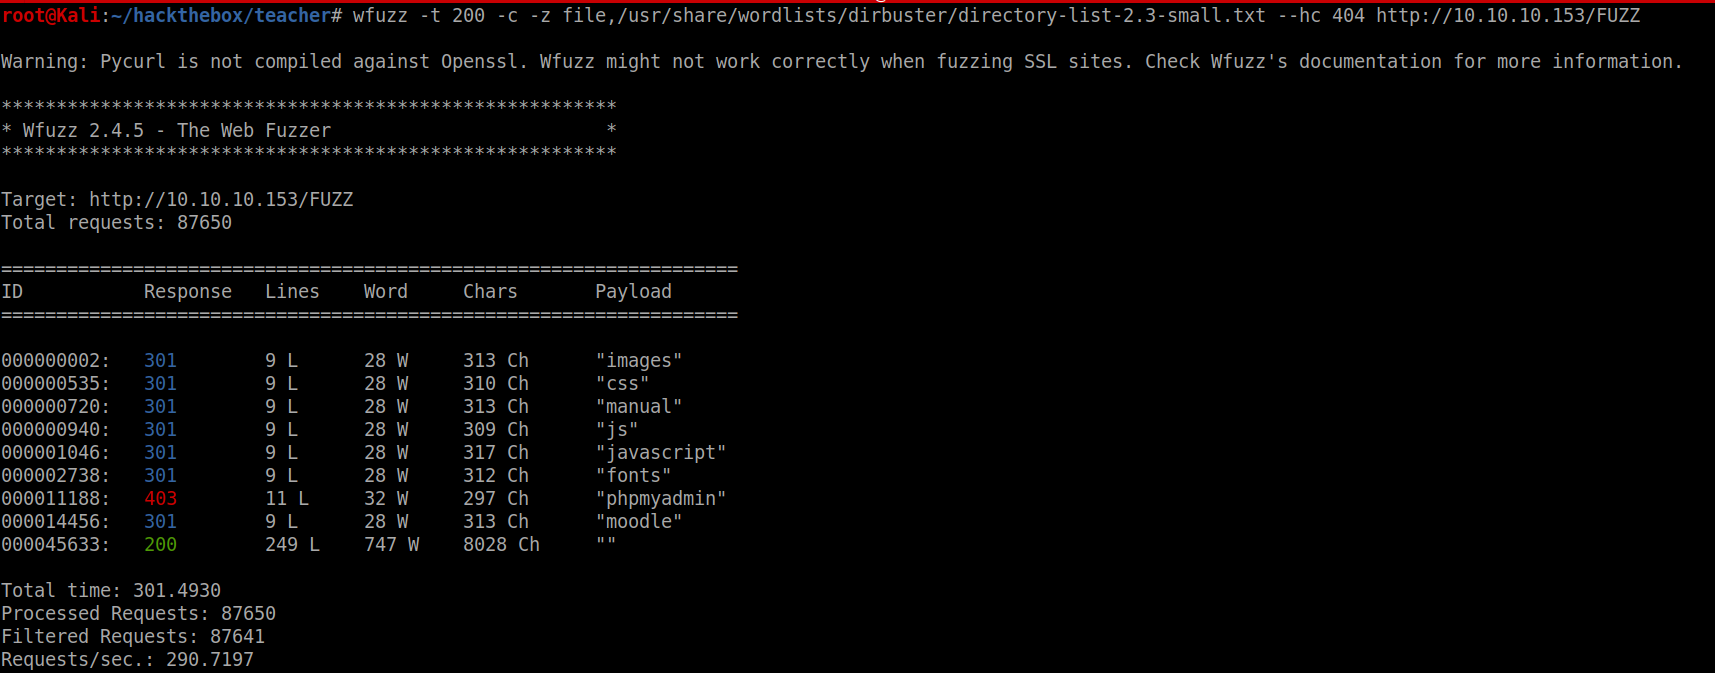 root@Kali:~/hackthebox/teacher# wfuzz -t 200 -c -z file,/usr/share/wordlists/dirbuster/directory-list-2.3-small.txt --hc 404 http://10.10.10.153/FUZZ
Warning: Pycurl is not compiled against Openssl. Wfuzz might not work correctly when fuzzing SSL sites. Check Wfuzz's documentation for more information.
********************************************************
* Wfuzz 2.4.5 - The Web Fuzzer                         *
********************************************************
Target: http://10.10.10.153/FUZZ
Total requests: 87650
===================================================================
ID           Response   Lines    Word     Chars       Payload
===================================================================
000000002:   301        9 L      28 W     313 Ch      "images"
000000535:   301        9 L      28 W     310 Ch      "css"
000000720:   301        9 L      28 W     313 Ch      "manual"
000000940:   301        9 L      28 W     309 Ch      "js"
000001046:   301        9 L      28 W     317 Ch      "javascript"
000002738:   301        9 L      28 W     312 Ch      "fonts"
000011188:   403        11 L     32 W     297 Ch      "phpmyadmin"
000014456:   301        9 L      28 W     313 Ch      "moodle"
000045633:   200        249 L    747 W    8028 Ch     ""
Total time: 301.4930
Processed Requests: 87650
Filtered Requests: 87641
Requests/sec.: 290.7197